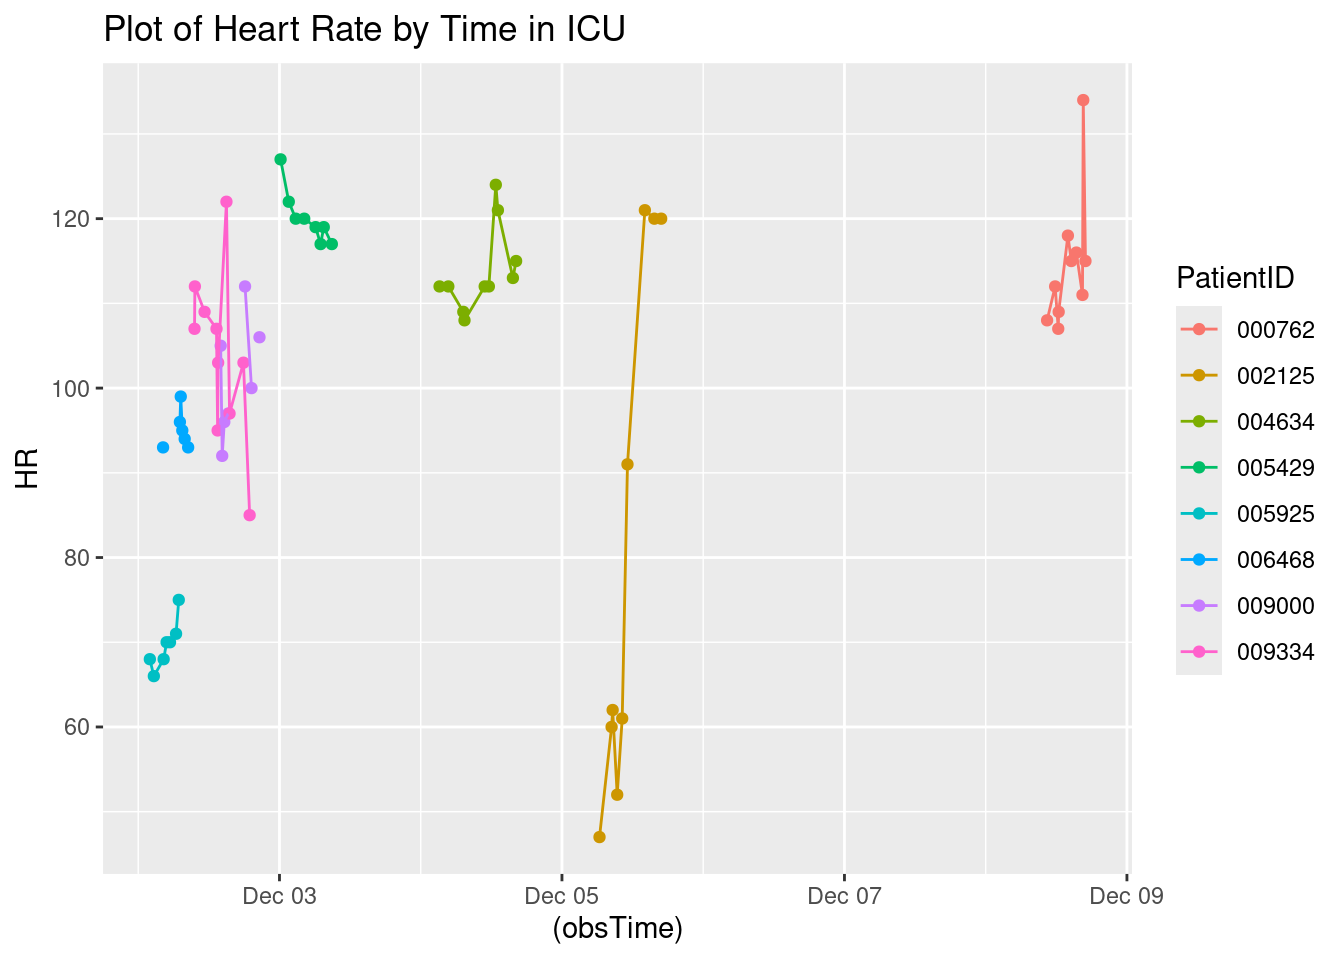 Plot of Heart Rate by Time in ICU
HR
120
100
80
60
Dec 03
Dec 05
Dec 07
Dec 09
(obsTime)
PatientID
000762
002125
004634
005429
005925
006468
009000
009334